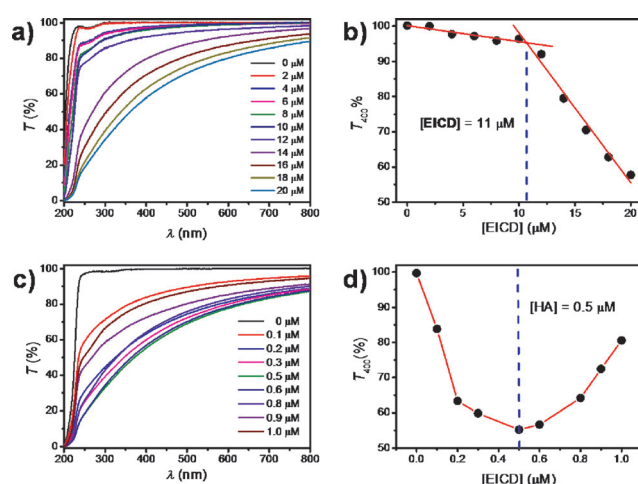 a)
T (%)
100
80
60
40
20
0
0 μM
2 μM
4 μM
6 μM
8 μM
10 μM
12 μM
14 μM
16 μM
18 μM
20 μM
200 300 400 500 600 700 800
λ (nm)
b)
T400%
100
95
90
85
80
75
70
65
60
55
50
[EICD] = 11 μM
0 5 10 15 20
[EICD] (μM)
c)
T (%)
100
80
60
40
20
0
0 μM
0.1 μM
0.2 μM
0.3 μM
0.5 μM
0.6 μM
0.8 μM
0.9 μM
1.0 μM
200 300 400 500 600 700 800
λ (nm)
d)
T400(%)
100
90
80
70
60
50
[HA] = 0.5 μM
0.0 0.2 0.4 0.6 0.8 1.0
[EICD] (μM)